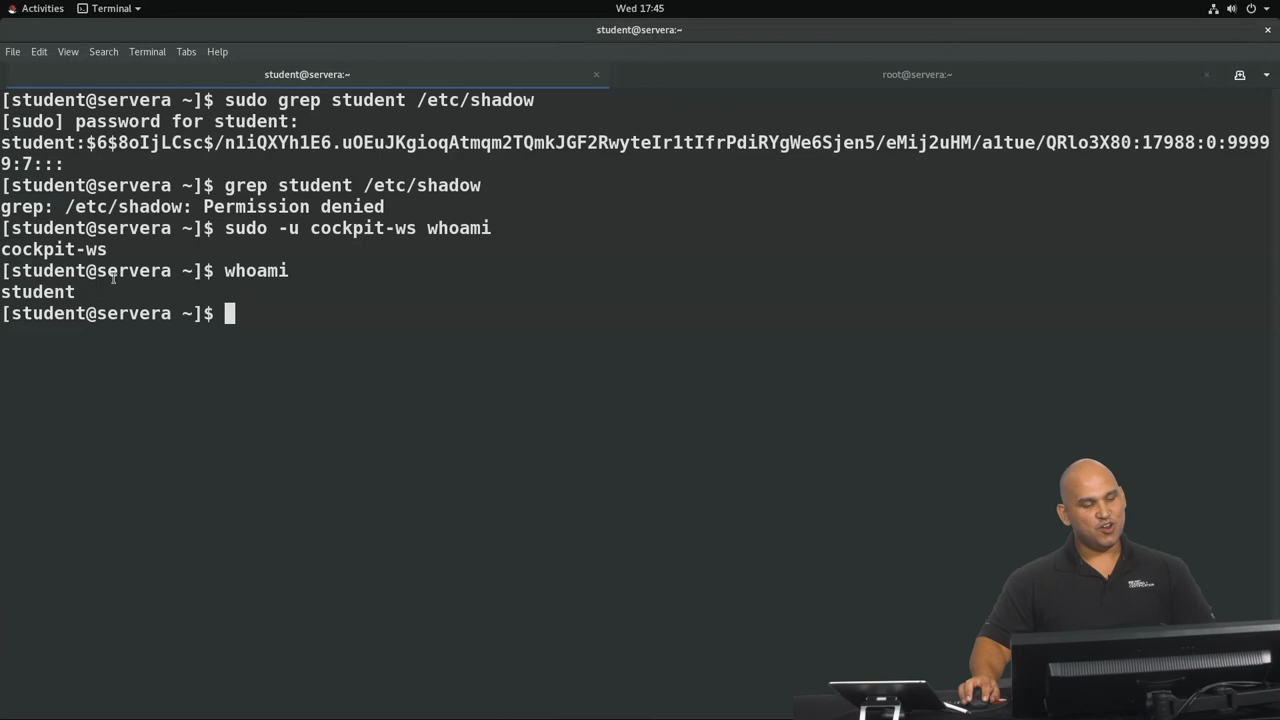 Activities Terminal Wed 17:45
student@servera:~
File Edit View Search Terminal Tabs Help
student@servera:~ root@servera:~
[student@servera ~]$ sudo grep student /etc/shadow
[sudo] password for student:
student:$6$8oIjLCsc$/n1iQXYh1E6.uOEuJKgioqAtmqm2TQmkJGF2RwyteIr1tIfrPdiRYgWe6Sjen5/eMij2uHM/a1tue/QRlo3X80:17988:0:9999
9:7:::
[student@servera ~]$ grep student /etc/shadow
grep: /etc/shadow: Permission denied
[student@servera ~]$ sudo -u cockpit-ws whoami
cockpit-ws
[student@servera ~]$ whoami
student
[student@servera ~]$